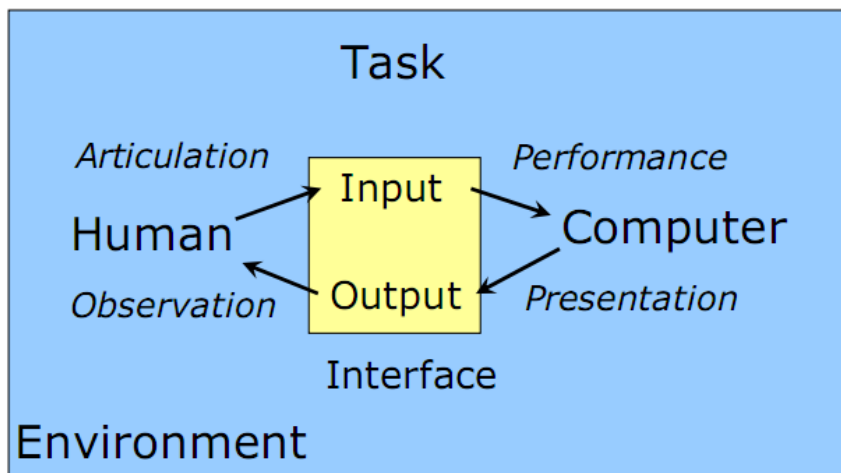 Task
Articulation
Performance
Input
Human
Computer
Output
Observation
Presentation
Interface
Environment